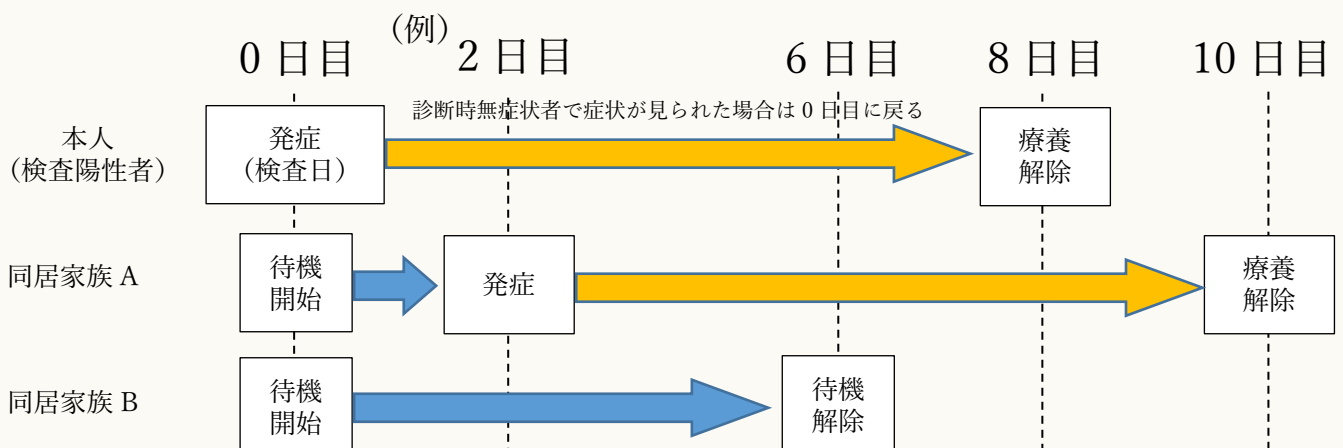 (例)
0 日目 2 日目 6 日目 8 日目 10 日目
診断時無症状者で症状が見られた場合は 0 日目に戻る
本人
(検査陽性者)
発症
(検査日)
療養
解除
同居家族 A
待機
開始
発症
療養
解除
同居家族 B
待機
開始
待機
解除